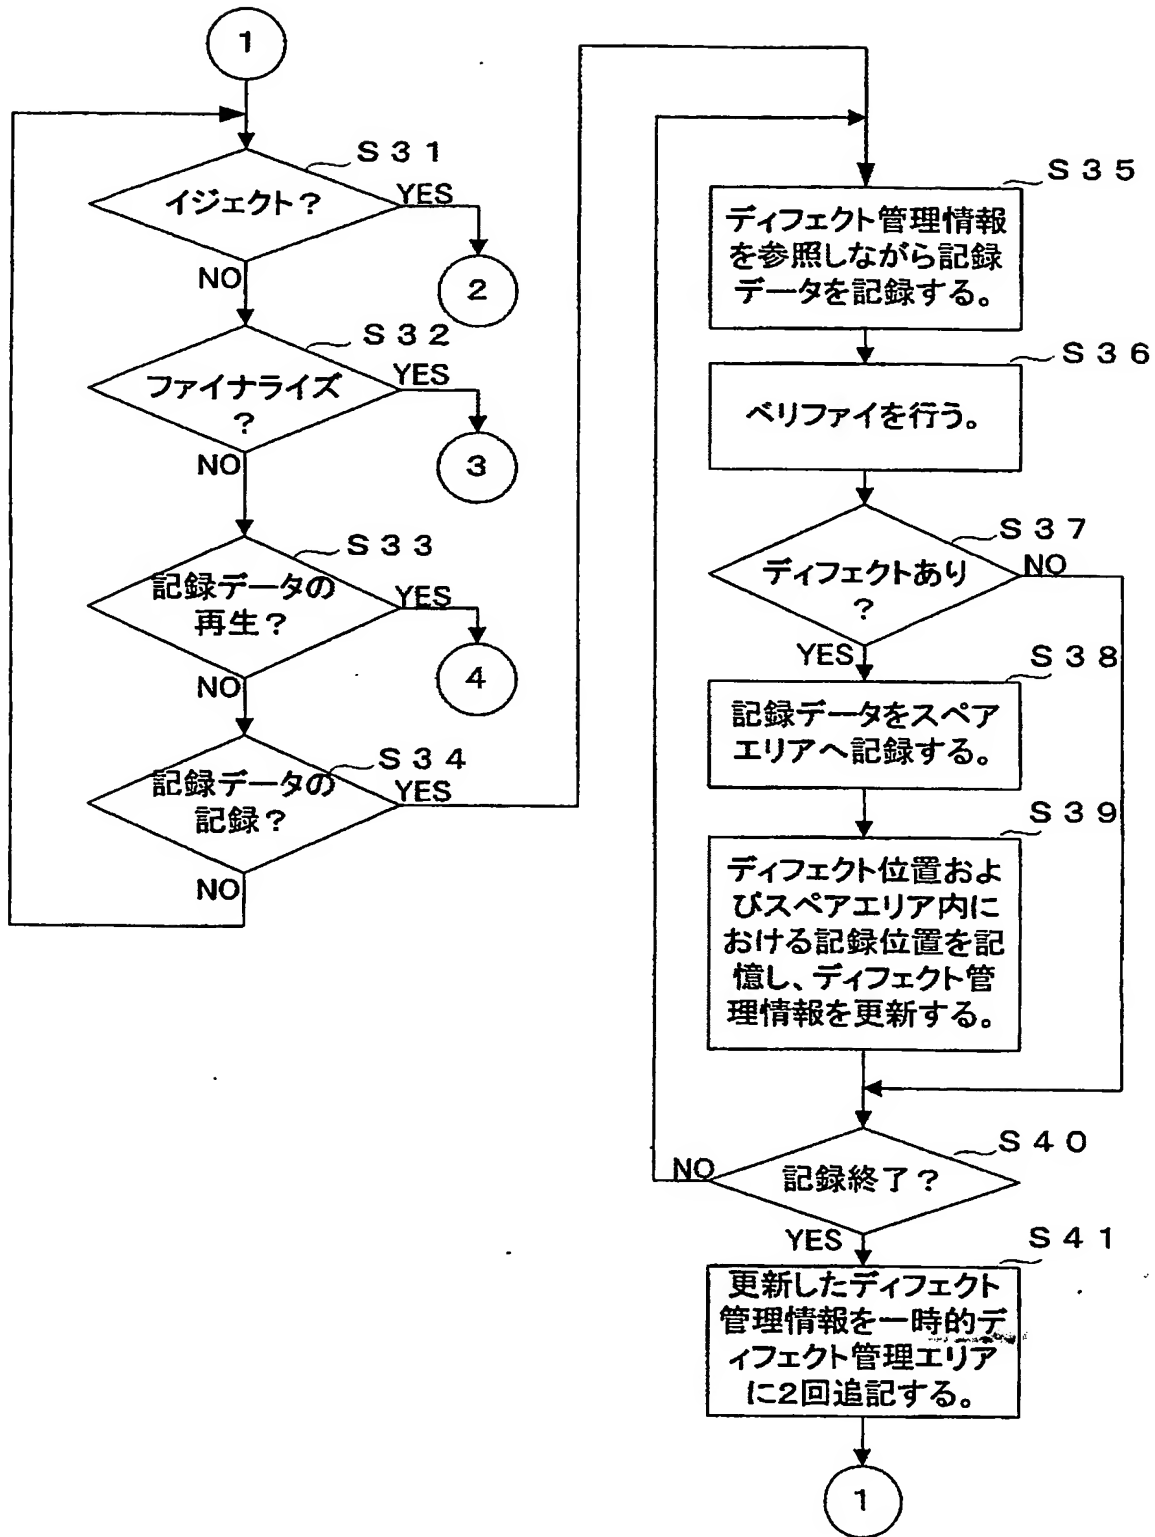 1
S31
イジェクト?
YES
2
NO
S32
ファイナライズ
?
YES
3
NO
S33
記録データの
再生?
YES
4
NO
S34
記録データの
記録?
YES
NO
S35
ディフェクト管理情報
を参照しながら記録
データを記録する。
S36
ベリファイを行う。
S37
ディフェクトあり
?
NO
YES
S38
記録データをスペア
エリアへ記録する。
S39
ディフェクト位置およ
びスペアエリア内に
おける記録位置を記
憶し、ディフェクト管
理情報を更新する。
S40
記録終了?
NO
YES
S41
更新したディフェクト
管理情報を一時的デ
ィフェクト管理エリア
に2回追記する。
1